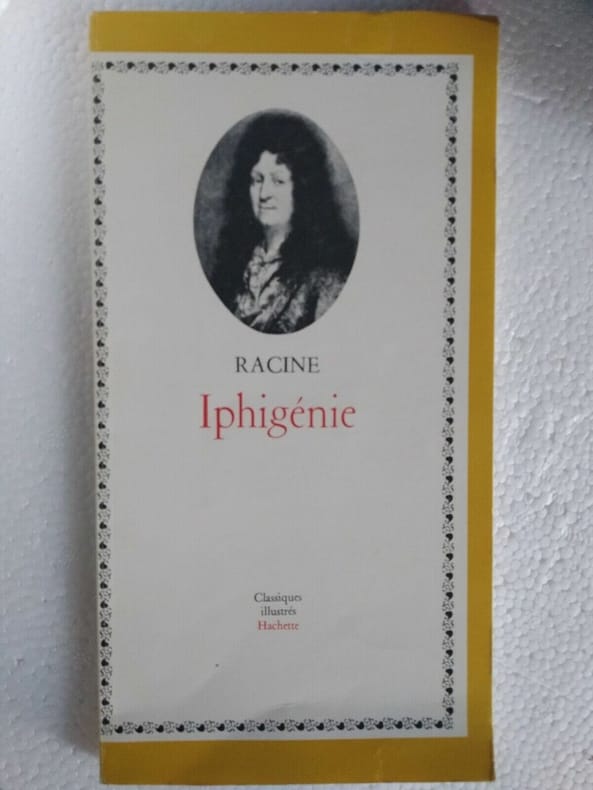 RACINE
Iphigénie
Classiques
illustrés
Hachette